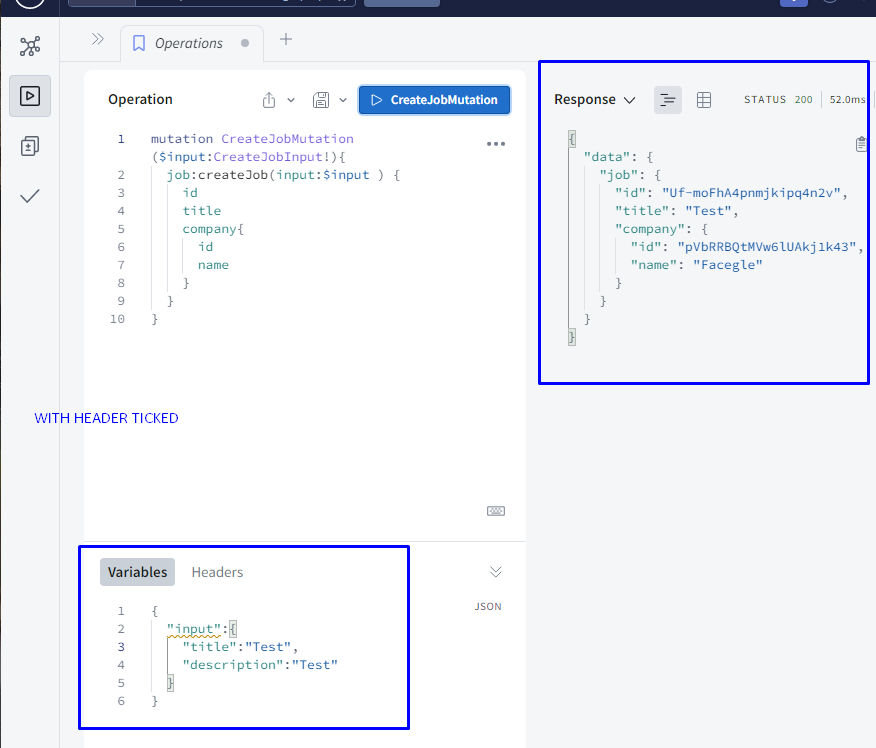 Operations
Operation
CreateJobMutation
1 mutation CreateJobMutation
($input:CreateJobInput!){
2 job:createJob(input:$input ) {
3 id
4 title
5 company{
6 id
7 name
8 }
9 }
10 }
Response
STATUS 200
52.0ms
{
"data": {
"job": {
"id": "Uf-moFhA4pnmjkipq4n2v",
"title": "Test",
"company": {
"id": "pVbRRBQtMVw6lUAkj1k43",
"name": "Facegle"
}
}
}
}
WITH HEADER TICKED
Variables Headers
JSON
1 {
2 "input":{
3 "title":"Test",
4 "description":"Test"
5 }
6 }